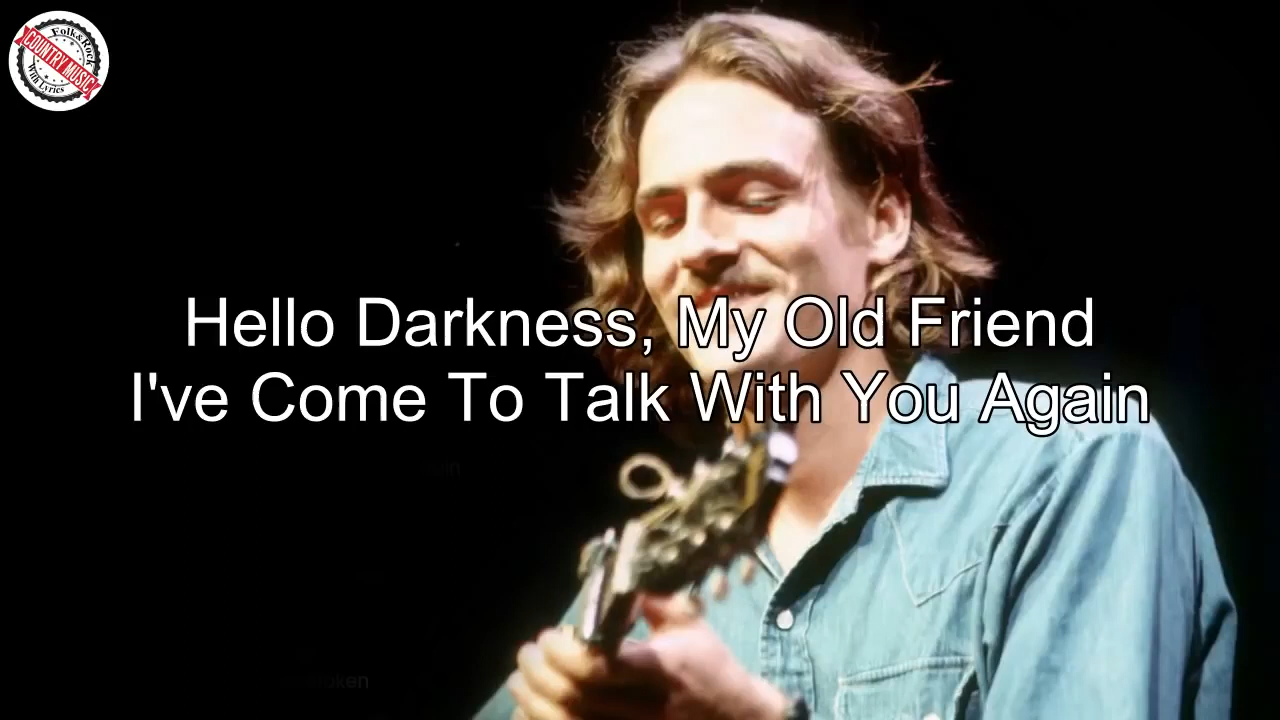 Folk&Rock
COUNTRY MUSIC
With Lyrics
Hello Darkness, My Old Friend
I've Come To Talk With You Again